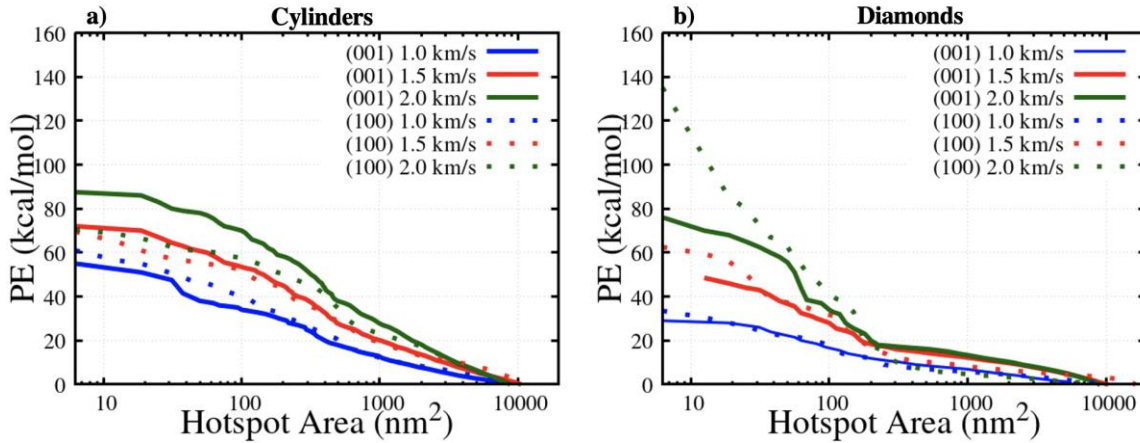 a) Cylinders
160
140
120
100
80
60
40
20
0
PE (kcal/mol)
(001) 1.0 km/s
(001) 1.5 km/s
(001) 2.0 km/s
(100) 1.0 km/s
(100) 1.5 km/s
(100) 2.0 km/s
10 100 1000 10000
Hotspot Area (nm²)
b) Diamonds
160
140
120
100
80
60
40
20
0
PE (kcal/mol)
(001) 1.0 km/s
(001) 1.5 km/s
(001) 2.0 km/s
(100) 1.0 km/s
(100) 1.5 km/s
(100) 2.0 km/s
10 100 1000 10000
Hotspot Area (nm²)